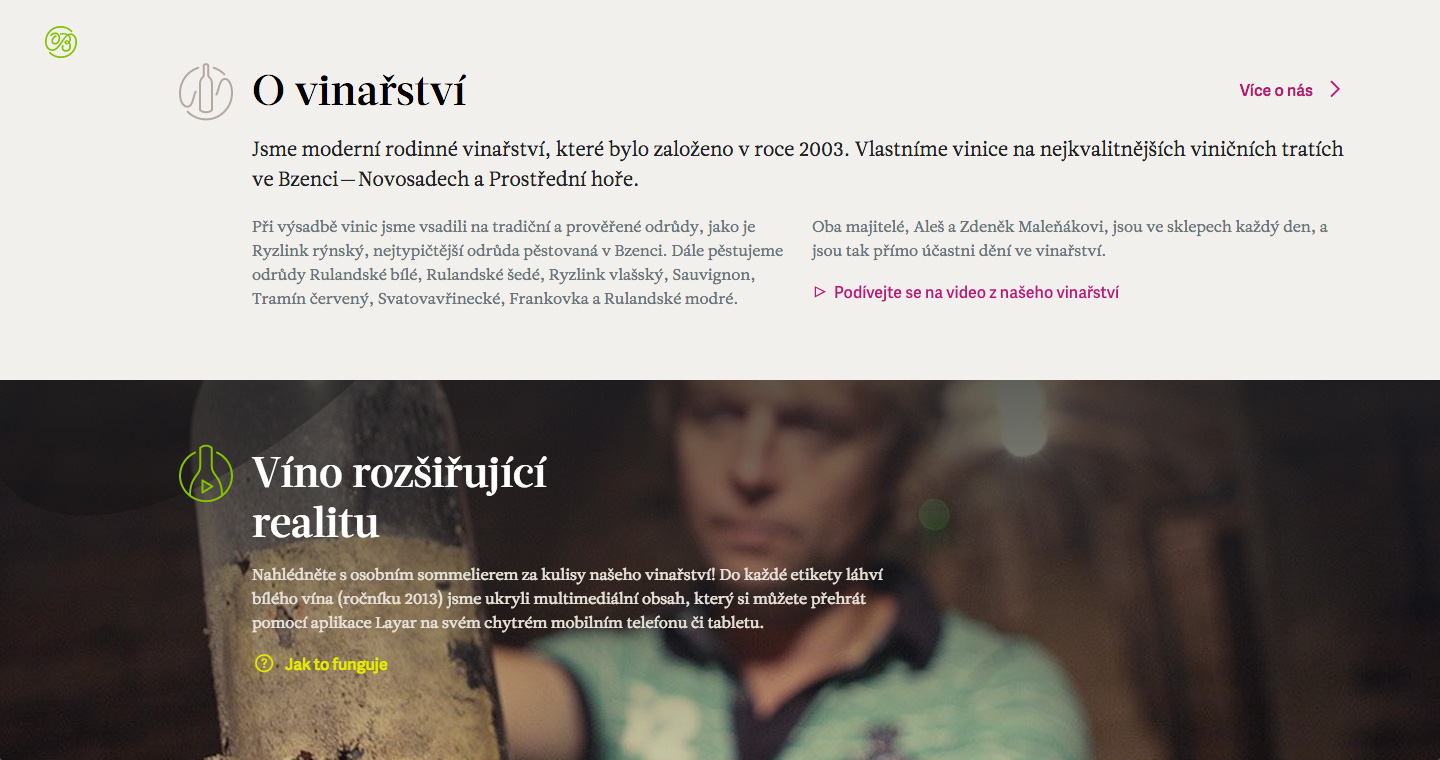 O vinařství
Více o nás
Jsme moderní rodinné vinařství, které bylo založeno v roce 2003. Vlastníme vinice na nejkvalitnějších viničních tratích
ve Bzenci – Novosadech a Prostřední hoře.
Při výsadbě vinic jsme vsadili na tradiční a prověřené odrůdy, jako je
Ryzlink rýnský, nejtypičtější odrůda pěstovaná v Bzenci. Dále pěstujeme
odrůdy Rulandské bílé, Rulandské šedé, Ryzlink vlašský, Sauvignon,
Tramín červený, Svatovavřinecké, Frankovka a Rulandské modré.
Oba majitelé, Aleš a Zdeněk Maleňákovi, jsou ve sklepech každý den, a
jsou tak přímo účastni dění ve vinařství.
Podívejte se na video z našeho vinařství
Víno rozšiřující
realitu
Nahlédněte s osobním sommelierem za kulisy našeho vinařství! Do každé etikety láhví
bílého vína (ročníku 2013) jsme ukryli multimediální obsah, který si můžete přehrát
pomocí aplikace Layar na svém chytrém mobilním telefonu či tabletu.
Jak to funguje